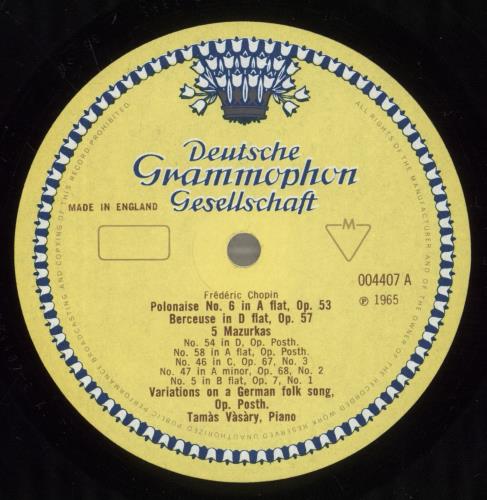 Deutsche
Grammophon
Gesellschaft
MADE IN ENGLAND
M
004407 A
℗ 1965
Frédéric Chopin
Polonaise No. 6 in A flat, Op. 53
Berceuse in D flat, Op. 57
5 Mazurkas
No. 54 in D, Op. Posth.
No. 58 in A flat, Op. Posth.
No. 46 in C, Op. 67, No. 3
No. 47 in A minor, Op. 68, No. 2
No. 5 in B flat, Op. 7, No. 1
Variations on a German folk song,
Op. Posth.
Tamàs Vàsàry, Piano
ALL RIGHTS OF THE MANUFACTURER AND OF THE OWNER OF THE RECORDED WORK RESERVED UNAUTHORIZED PUBLIC PERFORMANCE BROADCASTING AND COPYING OF THIS RECORD PROHIBITED